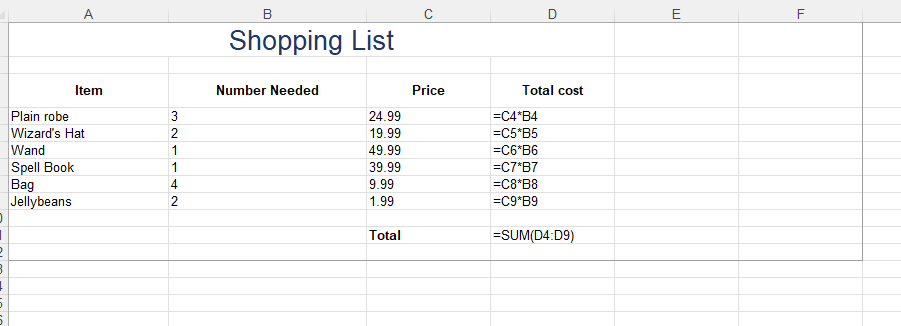 A B C D E F
Shopping List
Item Number Needed Price Total cost
Plain robe 3 24.99 =C4*B4
Wizard's Hat 2 19.99 =C5*B5
Wand 1 49.99 =C6*B6
Spell Book 1 39.99 =C7*B7
Bag 4 9.99 =C8*B8
Jellybeans 2 1.99 =C9*B9
Total =SUM(D4:D9)